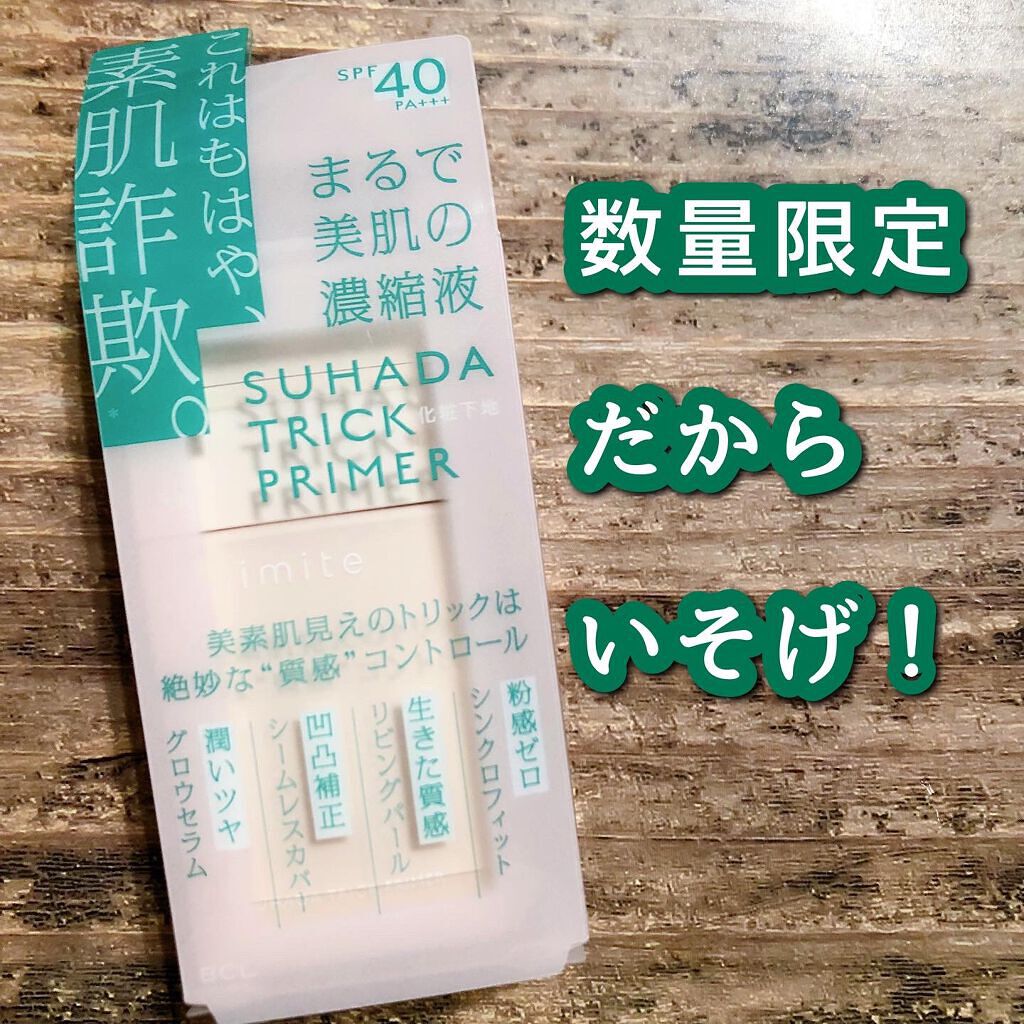 これはもはや、
素肌詐欺。
*
SPF40
PA+++
まるで
美肌の
濃縮液
SUHADA
TRICK
PRIMER
化粧下地
imite
美素肌見えのトリックは
絶妙な“質感”コントロール
粉感ゼロ
シンクロフィット
生きた質感
リビングパール
凹凸補正
シームレスカバー
潤いツヤ
グロウセラム
BCL
数量限定
だから
いそげ！